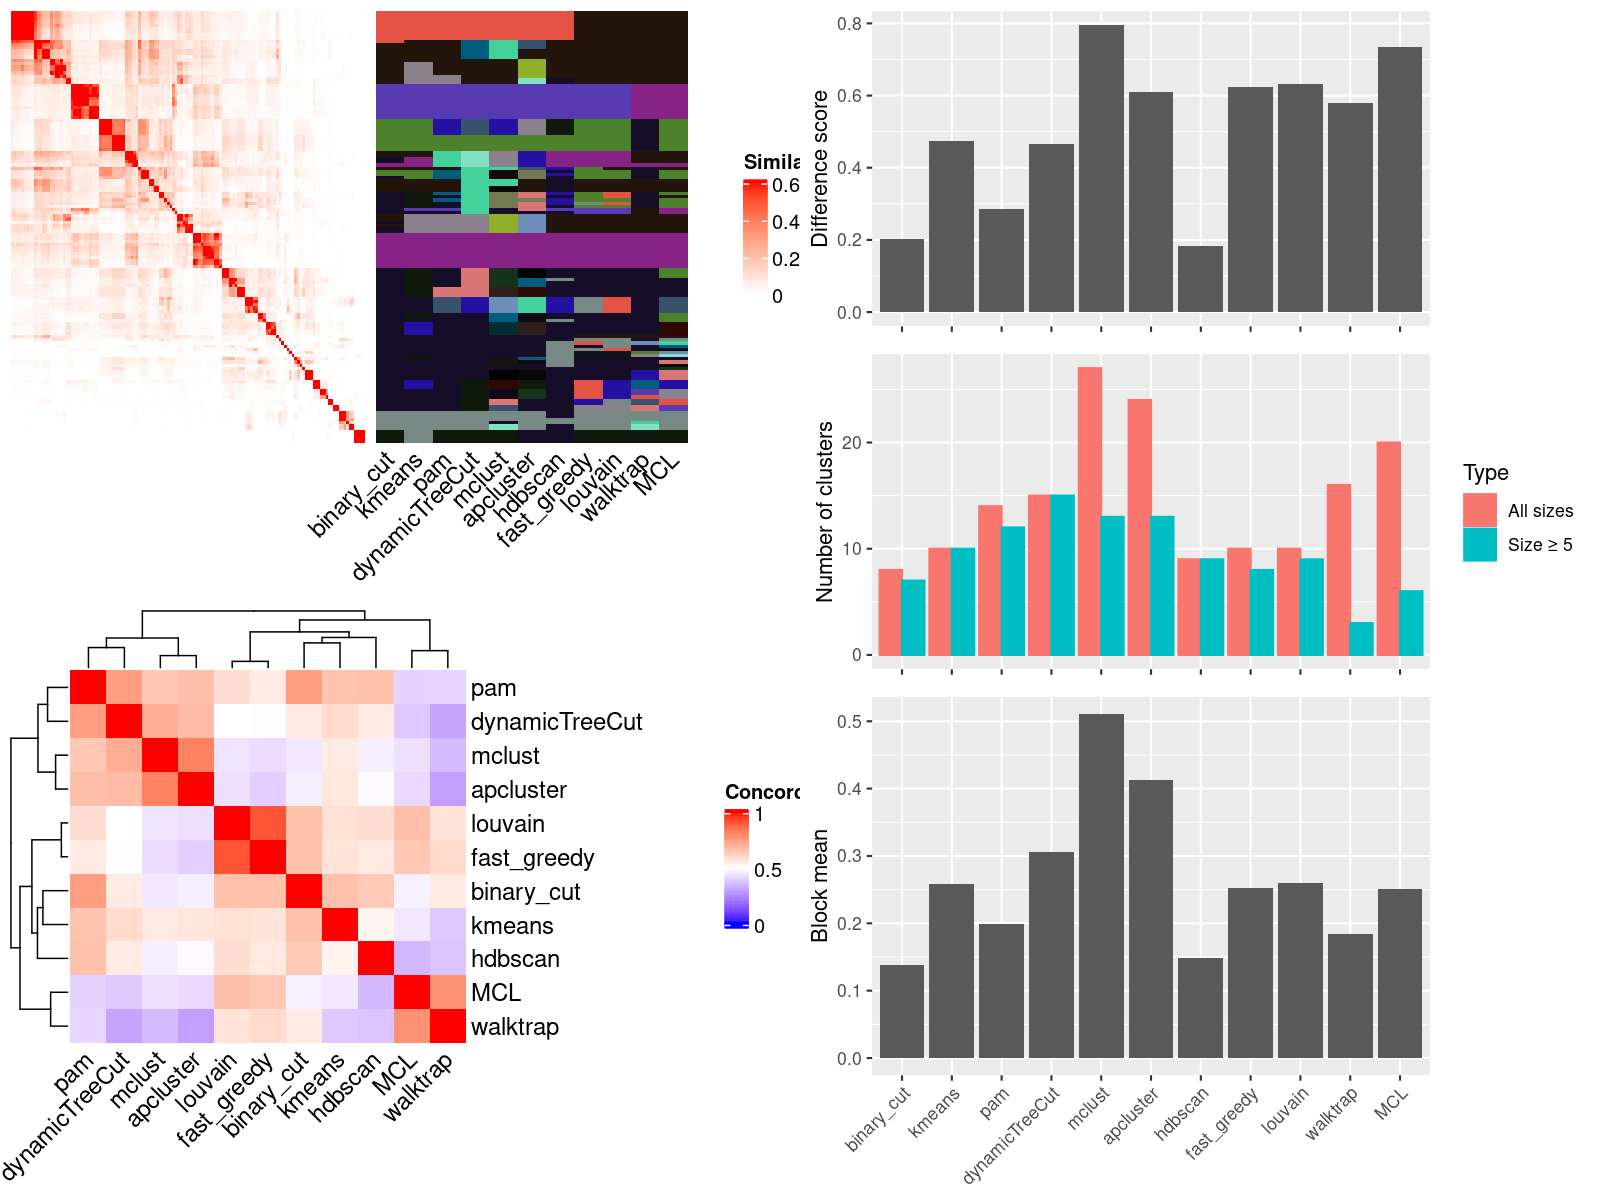 Simila
0.6
0.4
0.2
0
binary_cut
kmeans
pam
dynamicTreeCut
mclust
apcluster
hdbscan
fast_greedy
louvain
walktrap
MCL
pam
dynamicTreeCut
mclust
apcluster
louvain
fast_greedy
binary_cut
kmeans
hdbscan
MCL
walktrap
pam
dynamicTreeCut
mclust
apcluster
louvain
fast_greedy
binary_cut
kmeans
hdbscan
MCL
walktrap
Concord
1
0.5
0
Difference score
0.8
0.6
0.4
0.2
0.0
Number of clusters
20
10
0
Type
All sizes
Size ≥ 5
Block mean
0.5
0.4
0.3
0.2
0.1
0.0
binary_cut
kmeans
pam
dynamicTreeCut
mclust
apcluster
hdbscan
fast_greedy
louvain
walktrap
MCL